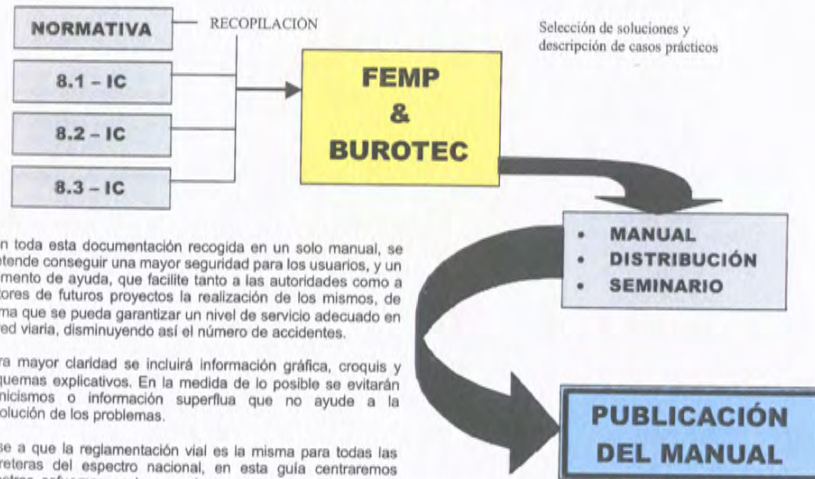 NORMATIVA
RECOPILACIÓN
8.1 – IC
8.2 – IC
8.3 – IC
FEMP
&
BUROTEC
Selección de soluciones y
descripción de casos prácticos
• MANUAL
• DISTRIBUCIÓN
• SEMINARIO
PUBLICACIÓN
DEL MANUAL
n toda esta documentación recogida en un solo manual, se
tende conseguir una mayor seguridad para los usuarios, y un
mento de ayuda, que facilite tanto a las autoridades como a
tores de futuros proyectos la realización de los mismos, de
ma que se pueda garantizar un nivel de servicio adecuado en
red viaria, disminuyendo así el número de accidentes.
ra mayor claridad se incluirá información gráfica, croquis y
quemas explicativos. En la medida de lo posible se evitarán
nicismos o información superflua que no ayude a la
olución de los problemas.
se a que la reglamentación vial es la misma para todas las
reteras del espectro nacional, en esta guía centraremos